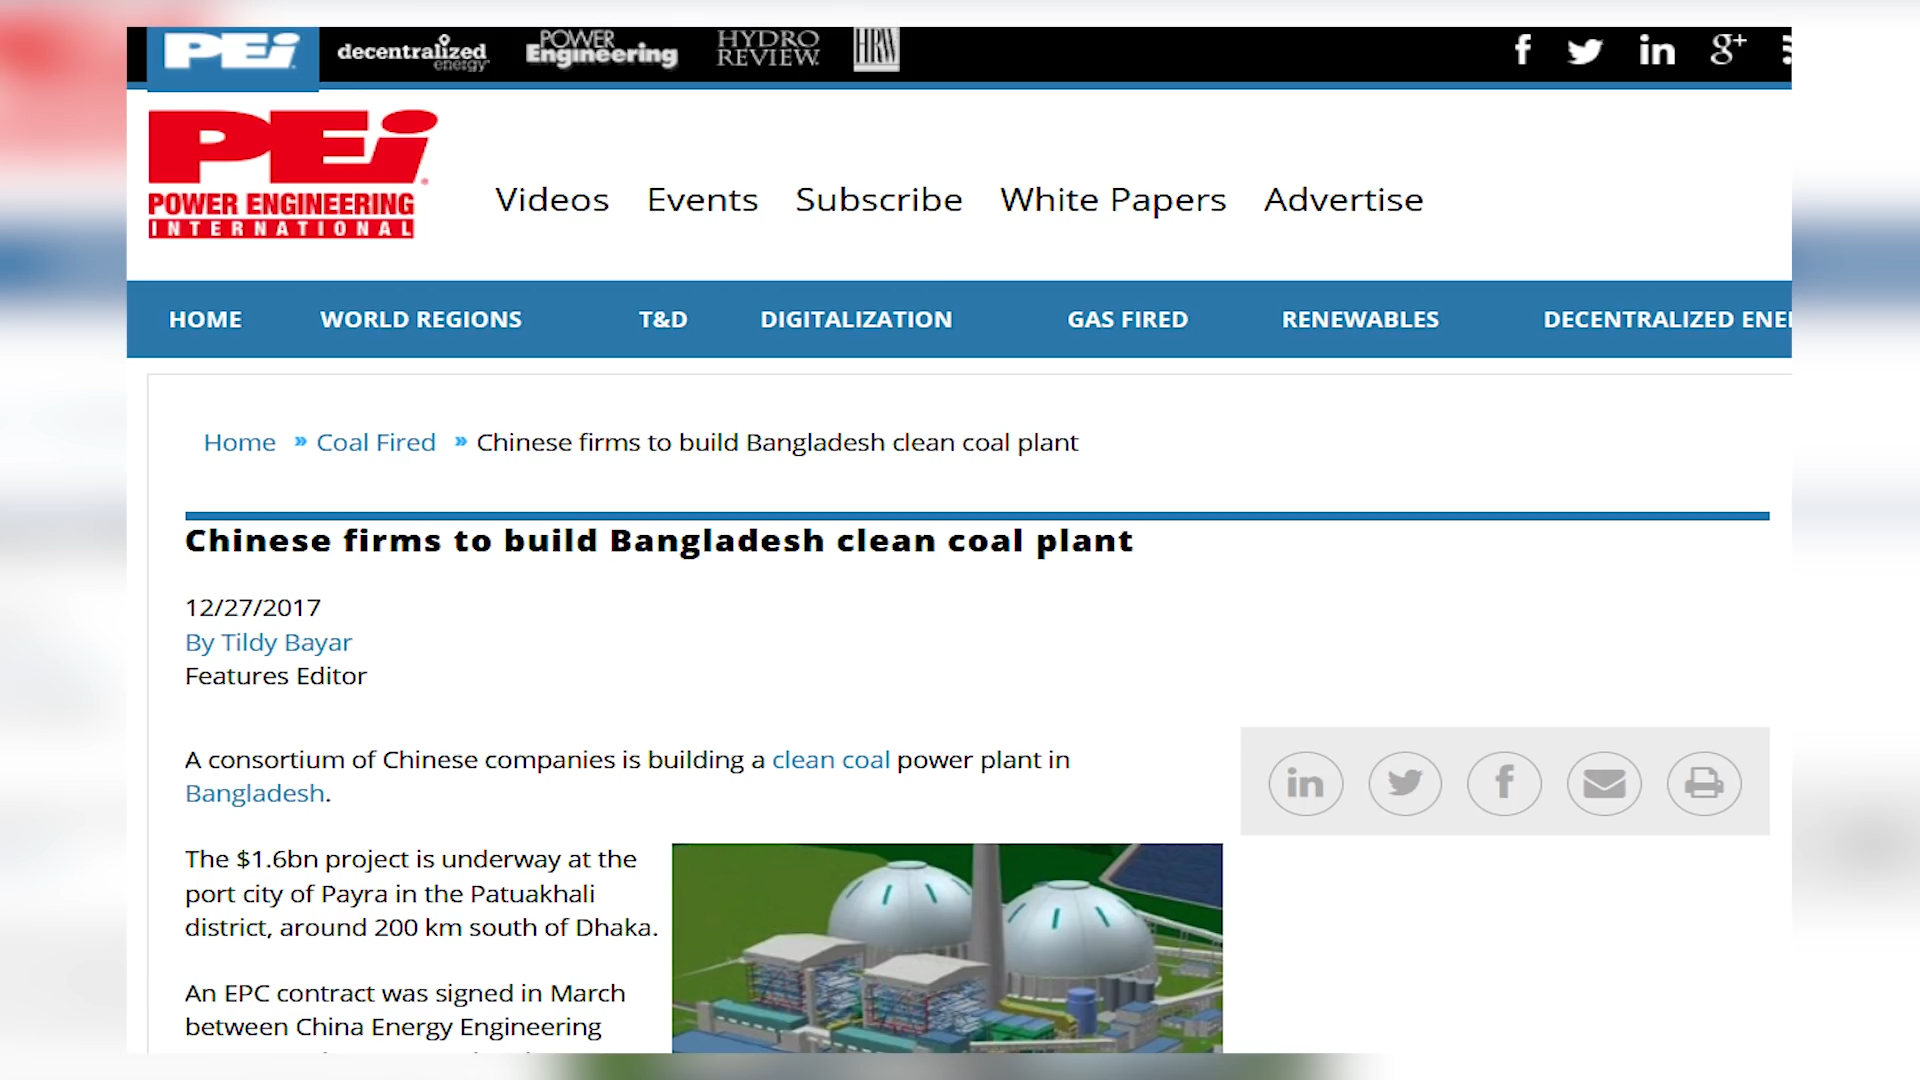 PEi decentralized energy POWER Engineering HYDRO REVIEW HRW
PEi
POWER ENGINEERING
INTERNATIONAL
Videos Events Subscribe White Papers Advertise
HOME WORLD REGIONS T&D DIGITALIZATION GAS FIRED RENEWABLES DECENTRALIZED
Home » Coal Fired » Chinese firms to build Bangladesh clean coal plant
Chinese firms to build Bangladesh clean coal plant
12/27/2017
By Tildy Bayar
Features Editor
A consortium of Chinese companies is building a clean coal power plant in
Bangladesh.
The $1.6bn project is underway at the
port city of Payra in the Patuakhali
district, around 200 km south of Dhaka.
An EPC contract was signed in March
between China Energy Engineering